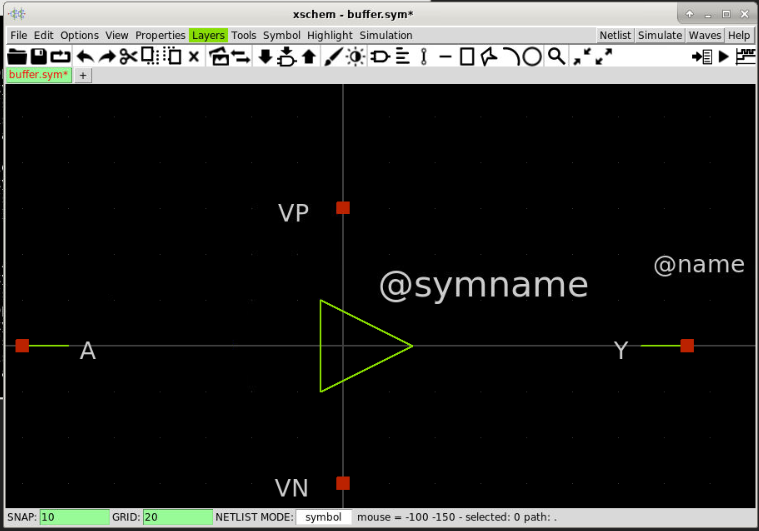 xschem - buffer.sym*
File Edit Options View Properties Layers Tools Symbol Highlight Simulation Netlist Simulate Waves Help
buffer.sym* +
VP
@name
@symname
A
Y
VN
SNAP: 10 GRID: 20 NETLIST MODE: symbol mouse = -100 -150 - selected: 0 path: .